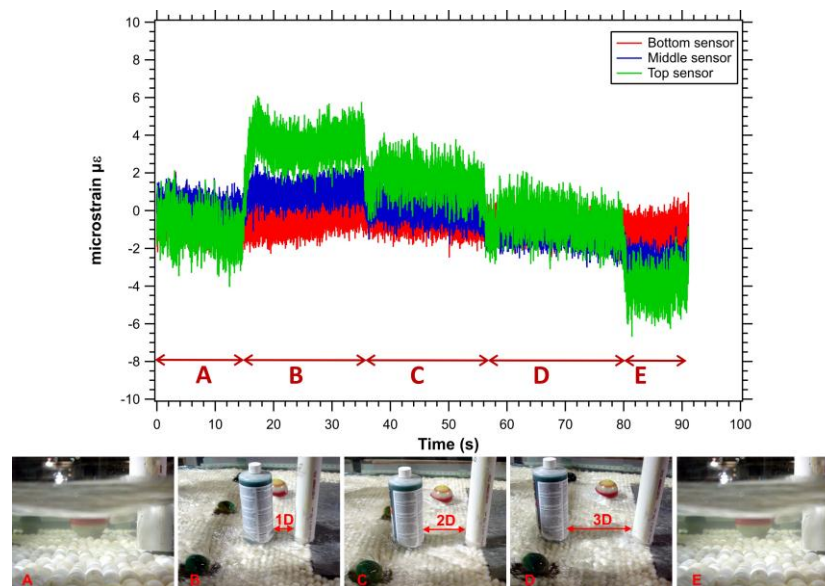 10
8
6
4
2
0
-2
-4
-6
-8
-10
microstrain με
Bottom sensor
Middle sensor
Top sensor
A
B
C
D
E
0
10
20
30
40
50
60
70
80
90
100
Time (s)
1D
2D
3D
A
B
C
D
E